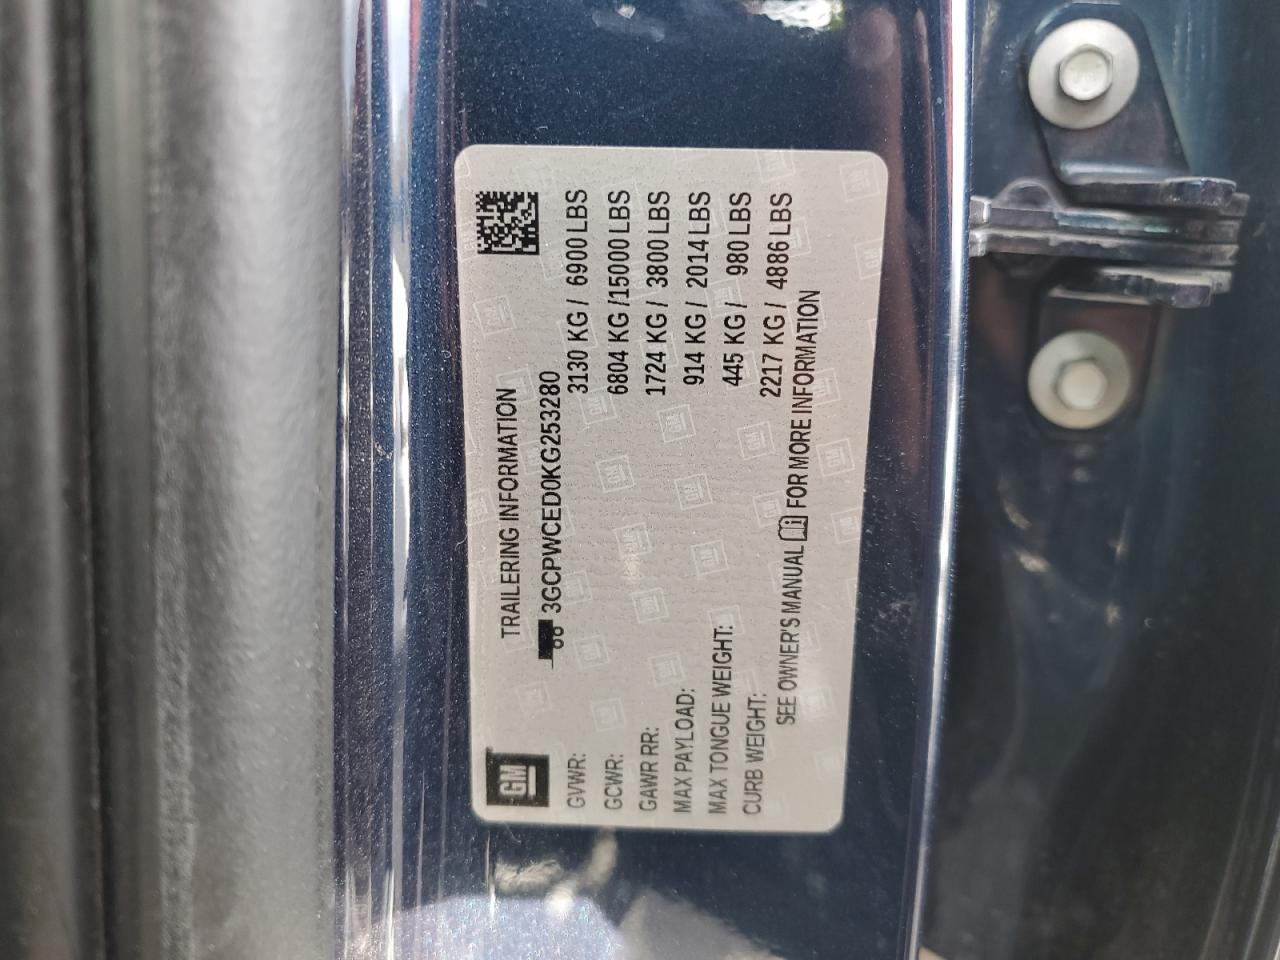 GM
TRAILERING INFORMATION
3GCPWCED0KG253280
GVWR: 3130 KG / 6900 LBS
GCWR: 6804 KG /15000 LBS
GAWR RR: 1724 KG / 3800 LBS
MAX PAYLOAD: 914 KG / 2014 LBS
MAX TONGUE WEIGHT: 445 KG / 980 LBS
CURB WEIGHT: 2217 KG / 4886 LBS
SEE OWNER'S MANUAL FOR MORE INFORMATION